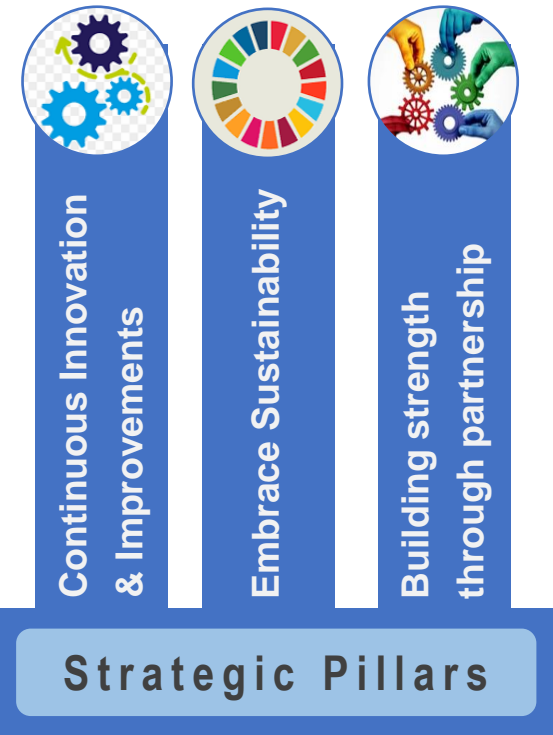 Continuous Innovation
& Improvements
Embrace Sustainability
Building strength
through partnership
Strategic Pillars